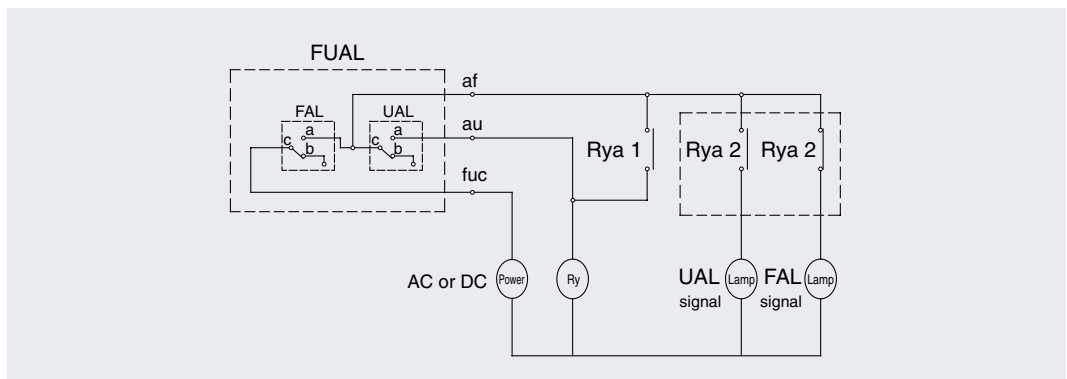 FUAL
af
FAL
UAL
a
a
au
c
b
c
b
Rya 1
Rya 2
Rya 2
fuc
AC or DC
Power
Ry
UAL
signal
Lamp
FAL
signal
Lamp